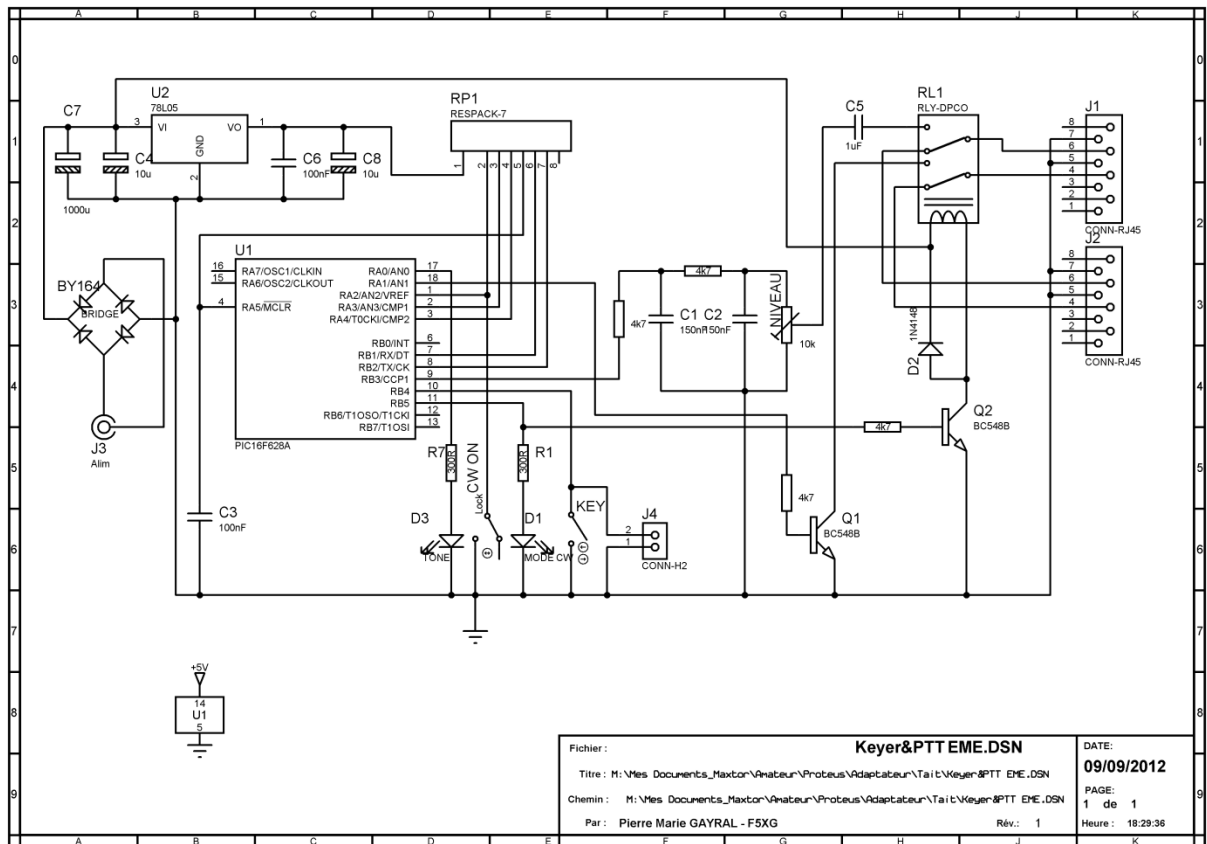 A B C D E F G H J K
0 0
1 1
2 2
3 3
4 4
5 5
6 6
7 7
8 8
9 9
C7
1000u
U2
78L05
3 VI VO 1
GND
2
C4
10u
C6
100nF
C8
10u
RP1
RESPACK-7
1 2 3 4 5 6 7 8
C5
1uF
RL1
RLY-DPCO
J1
8
7
6
5
4
3
2
1
CONN-RJ45
J2
8
7
6
5
4
3
2
1
CONN-RJ45
BY164
BRIDGE
J3
Alim
U1
16 RA7/OSC1/CLKIN RA0/AN0 17
15 RA6/OSC2/CLKOUT RA1/AN1 18
RA2/AN2/VREF 1
4 RA5/MCLR RA3/AN3/CMP1 2
RA4/T0CKI/CMP2 3
RB0/INT 6
RB1/RX/DT 7
RB2/TX/CK 8
RB3/CCP1 9
RB4 10
RB5 11
RB6/T1OSO/T1CKI 12
RB7/T1OSI 13
PIC16F628A
4k7
4k7
C1
150nF
C2
150nF
NIVEAU
10k
1N4148
D2
4k7
Q2
BC548B
4k7
Q1
BC548B
C3
100nF
R7
300R
CW ON
Lock
R1
300R
D3
TONE
D1
MODE CW
KEY
J4
2
1
CONN-H2
+5V
14
U1
5
Fichier : Keyer&PTT EME.DSN
Titre : M:\Mes Documents_Maxtor\Amateur\Proteus\Adaptateur\Tait\Keyer&PTT EME.DSN
Chemin : M:\Mes Documents_Maxtor\Amateur\Proteus\Adaptateur\Tait\Keyer&PTT EME.DSN
Par : Pierre Marie GAYRAL - F5XG Rév.: 1
DATE:
09/09/2012
PAGE:
1 de 1
Heure : 18:29:36
A B C D E F G H J K